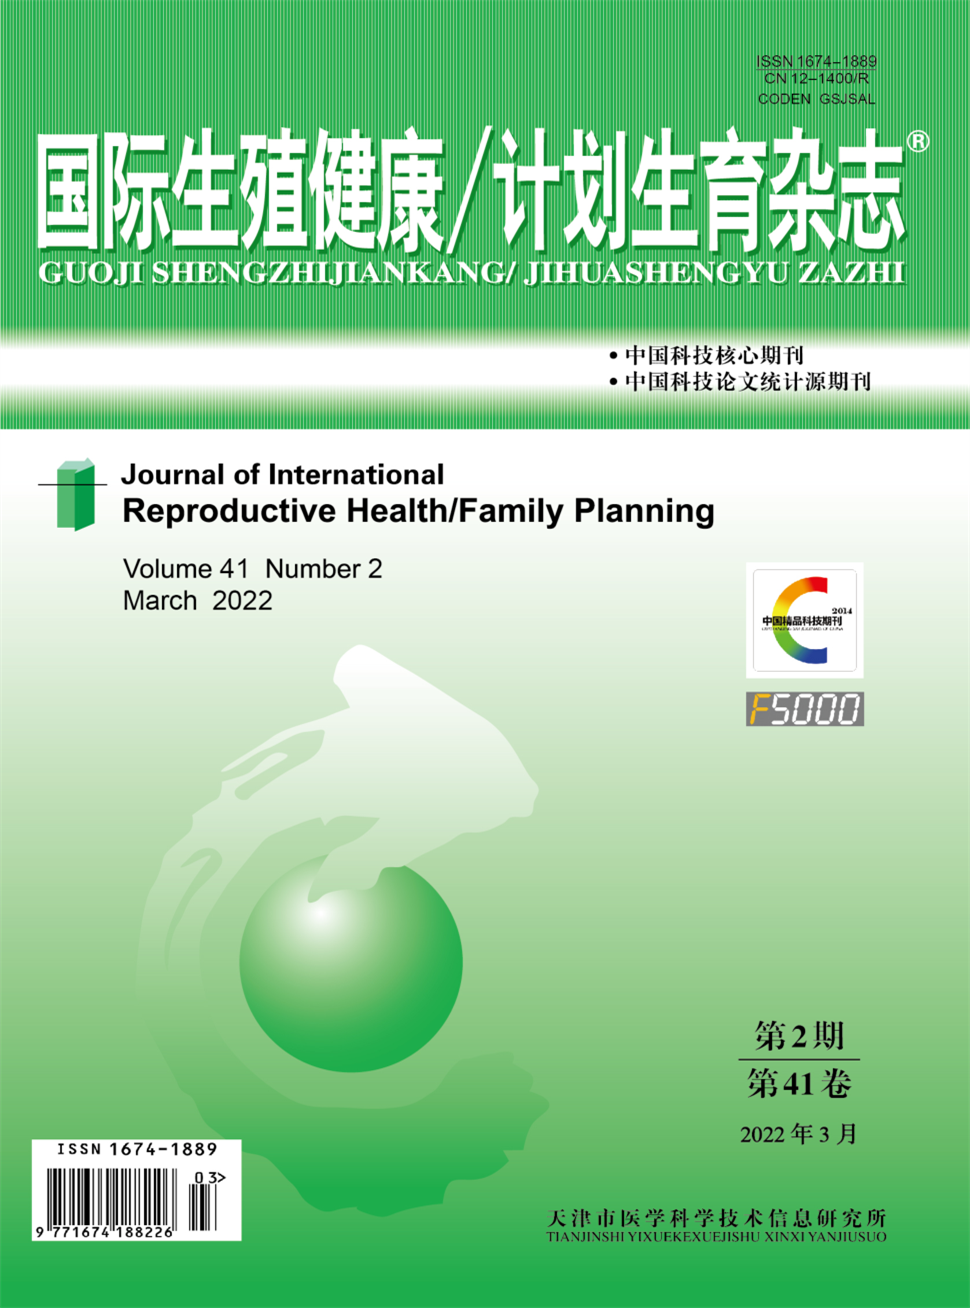 ISSN 1674-1889
CN 12-1400/R
CODEN GSJSAL
国际生殖健康/计划生育杂志®
GUOJI SHENGZHIJIANKANG/ JIHUASHENGYU ZAZHI
• 中国科技核心期刊
• 中国科技论文统计源期刊
Journal of International
Reproductive Health/Family Planning
Volume 41 Number 2
March 2022
2014
中国精品科技期刊
F5000
第2期
第41卷
2022年3月
ISSN 1674-1889
03>
9 771674 188226
天津市医学科学技术信息研究所
TIANJINSHI YIXUEKEXUEJISHU XINXI YANJIUSUO